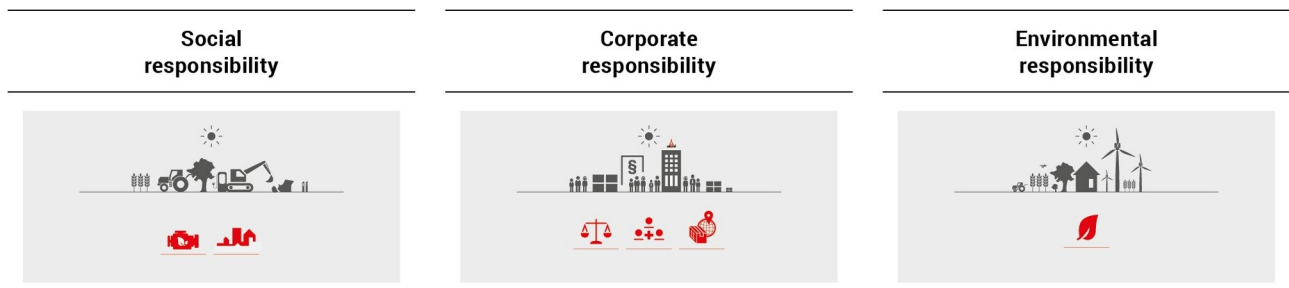 Social
responsibility
Corporate
responsibility
Environmental
responsibility
§